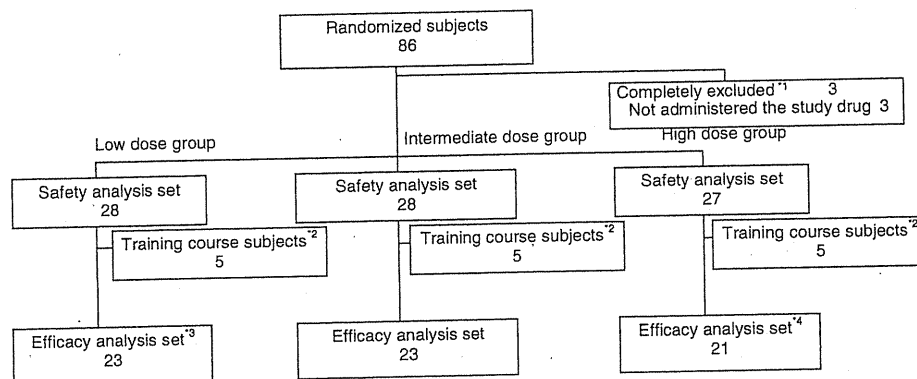 Randomized subjects
86
Completely excluded*1 3
Not administered the study drug 3
Low dose group
Intermediate dose group
High dose group
Safety analysis set
28
Safety analysis set
28
Safety analysis set
27
Training course subjects*2
5
Training course subjects*2
5
Training course subjects*2
5
Efficacy analysis set*3
23
Efficacy analysis set
23
Efficacy analysis set*4
21